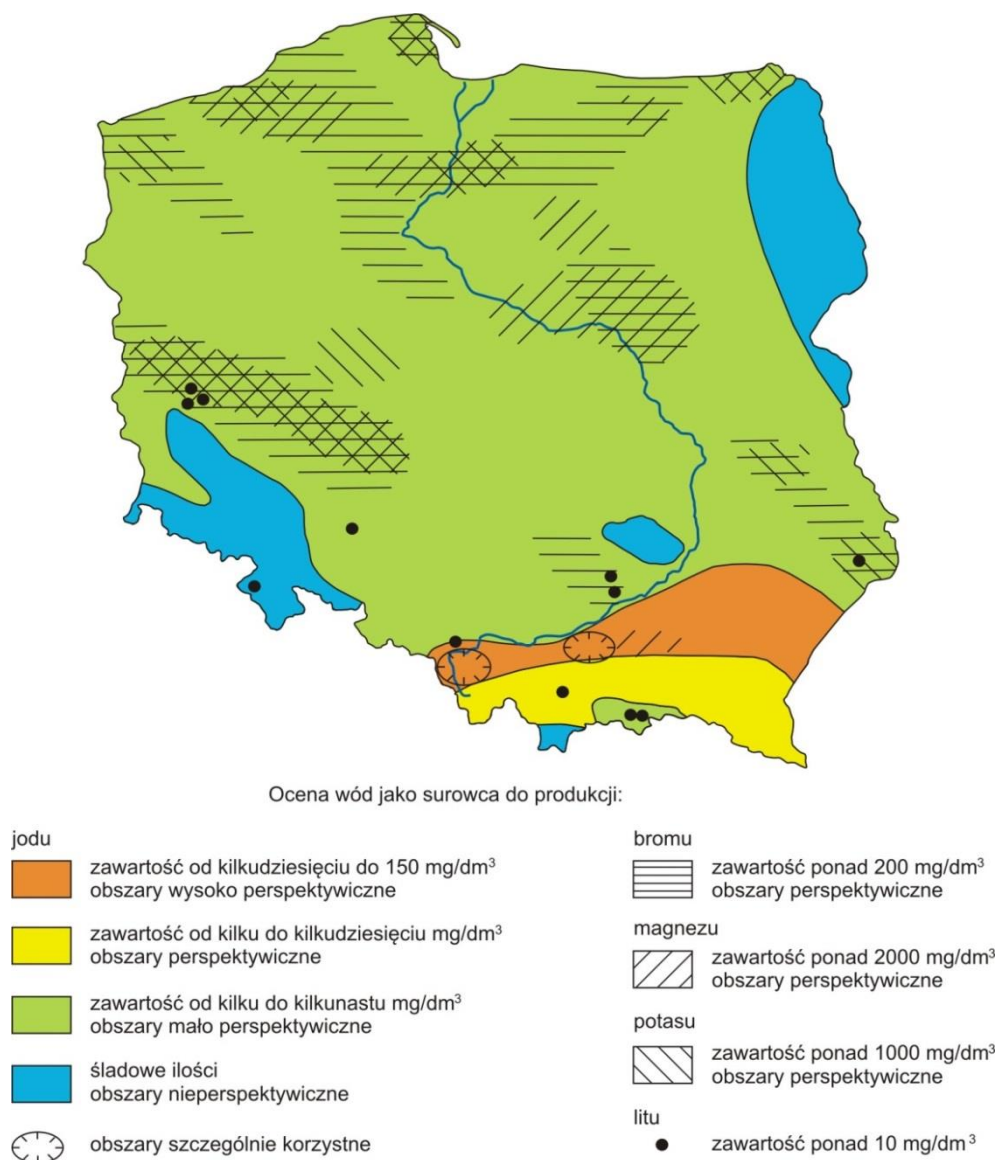 Ocena wód jako surowca do produkcji:
jodu
zawartość od kilkudziesięciu do 150 mg/dm³
obszary wysoko perspektywiczne
zawartość od kilku do kilkudziesięciu mg/dm³
obszary perspektywiczne
zawartość od kilku do kilkunastu mg/dm³
obszary mało perspektywiczne
śladowe ilości
obszary nieperspektywiczne
obszary szczególnie korzystne
bromu
zawartość ponad 200 mg/dm³
obszary perspektywiczne
magnezu
zawartość ponad 2000 mg/dm³
obszary perspektywiczne
potasu
zawartość ponad 1000 mg/dm³
obszary perspektywiczne
litu
zawartość ponad 10 mg/dm³